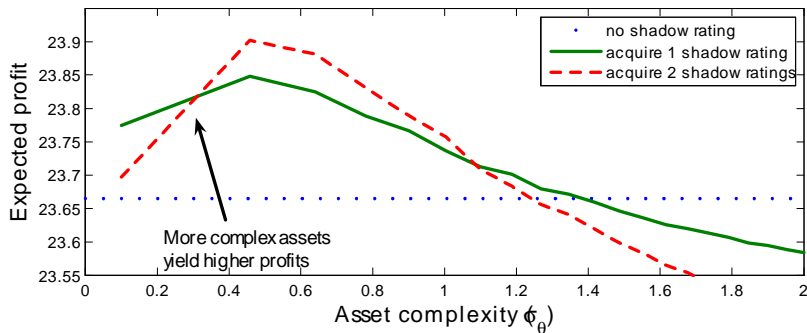 no shadow rating
acquire 1 shadow rating
acquire 2 shadow ratings
Expected profit
23.9
23.85
23.8
23.75
23.7
23.65
23.6
23.55
More complex assets
yield higher profits
0 0.2 0.4 0.6 0.8 1 1.2 1.4 1.6 1.8 2
Asset complexity (σθ)